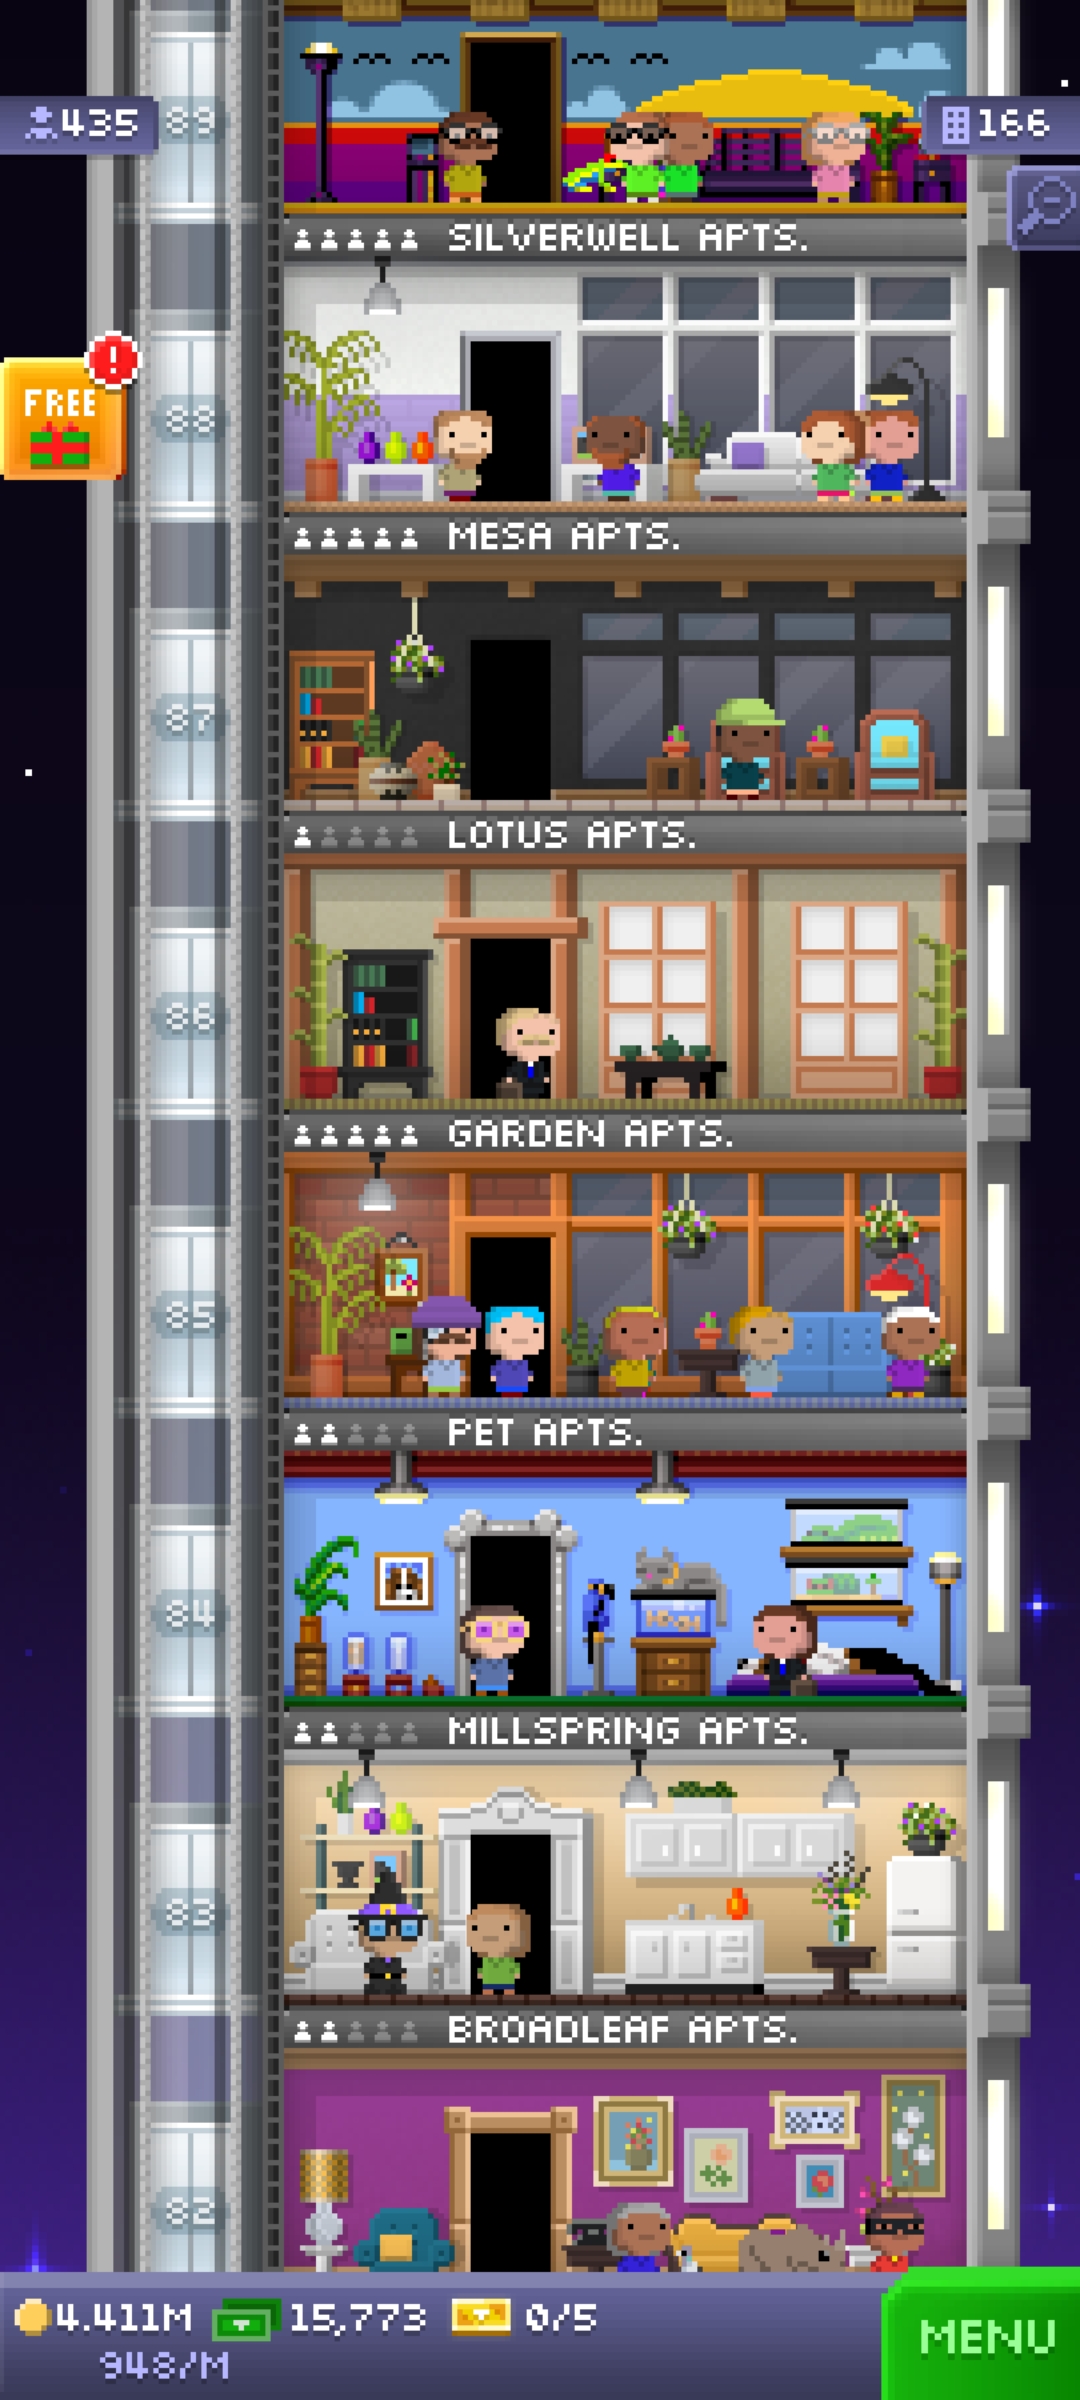 435
89
166
SILVERWELL APTS.
FREE
!
88
MESA APTS.
87
LOTUS APTS.
86
GARDEN APTS.
85
PET APTS.
84
MILLSPRING APTS.
83
BROADLEAF APTS.
82
4.411M 15,773 0/5
948/M
MENU